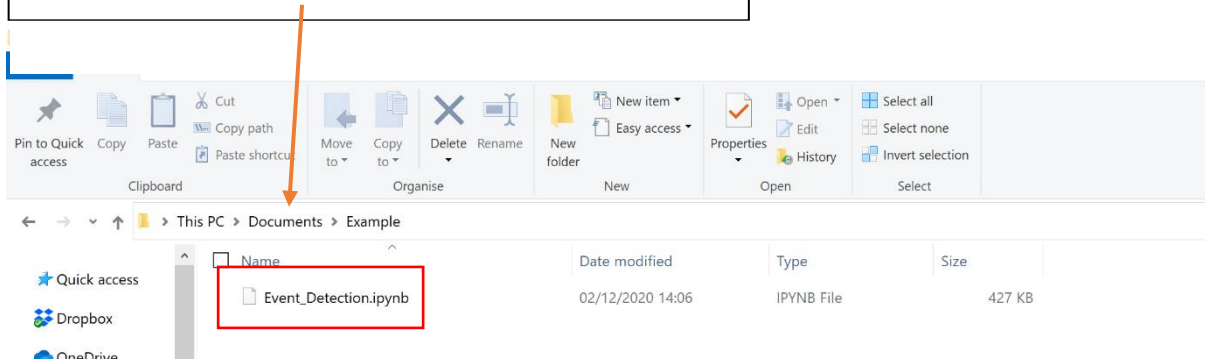 Pin to Quick access
Copy
Paste
Cut
Copy path
Paste shortcut
Clipboard
Move to
Copy to
Delete
Rename
Organise
New folder
New item
Easy access
New
Properties
Open
Edit
History
Open
Select all
Select none
Invert selection
Select
This PC > Documents > Example
Name
Date modified
Type
Size
Quick access
Event_Detection.ipynb
02/12/2020 14:06
IPYNB File
427 KB
Dropbox
OneDrive